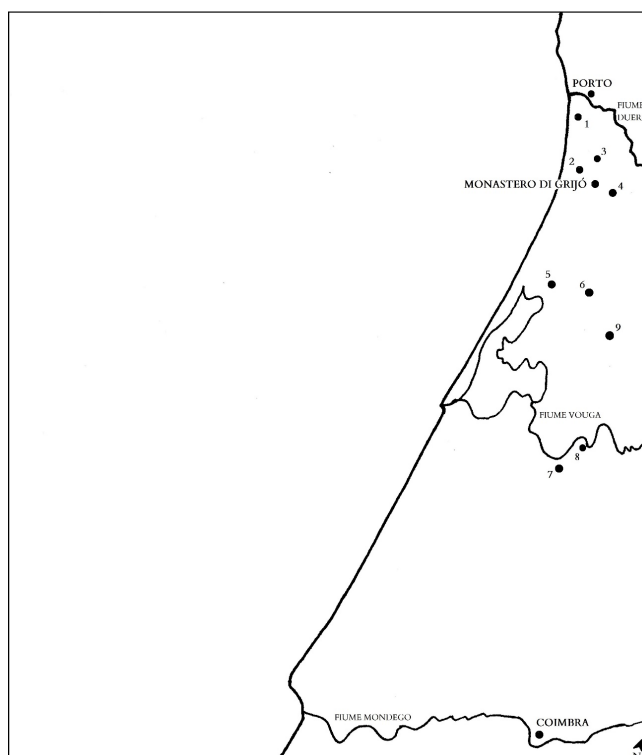 PORTO
FIUME
DUER
1
3
2
MONASTERO DI GRIJÓ
4
5
6
9
FIUME VOUGA
8
7
FIUME MONDEGO
COIMBRA